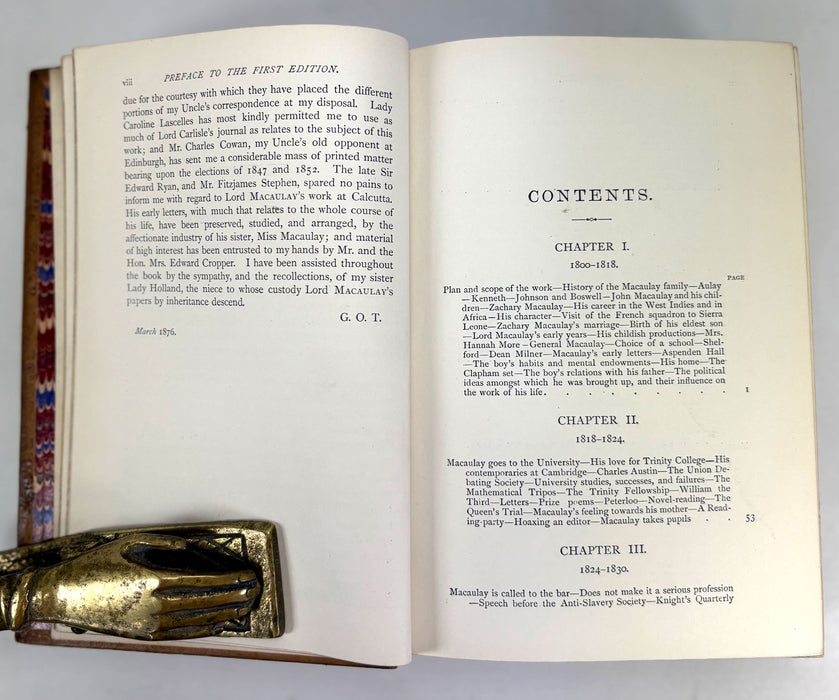 viii PREFACE TO THE FIRST EDITION.
due for the courtesy with which they have placed the different
portions of my Uncle's correspondence at my disposal. Lady
Caroline Lascelles has most kindly permitted me to use as
much of Lord Carlisle's journal as relates to the subject of this
work; and Mr. Charles Cowan, my Uncle's old opponent at
Edinburgh, has sent me a considerable mass of printed matter
bearing upon the elections of 1847 and 1852. The late Sir
Edward Ryan, and Mr. Fitzjames Stephen, spared no pains to
inform me with regard to Lord MACAULAY'S work at Calcutta.
His early letters, with much that relates to the whole course of
his life, have been preserved, studied, and arranged, by the
affectionate industry of his sister, Miss Macaulay; and material
of high interest has been entrusted to my hands by Mr. and the
Hon. Mrs. Edward Cropper. I have been assisted throughout
the book by the sympathy, and the recollections, of my sister
Lady Holland, the niece to whose custody Lord MACAULAY'S
papers by inheritance descend.
G. O. T.
March 1876.
CONTENTS.
CHAPTER I.
1800-1818.
PAGE
Plan and scope of the work—History of the Macaulay family—Aulay
—Kenneth—Johnson and Boswell—John Macaulay and his chil-
dren—Zachary Macaulay—His career in the West Indies and in
Africa—His character—Visit of the French squadron to Sierra
Leone—Zachary Macaulay's marriage—Birth of his eldest son
—Lord Macaulay's early years—His childish productions—Mrs.
Hannah More—General Macaulay—Choice of a school—Shel-
ford—Dean Milner—Macaulay's early letters—Aspenden Hall
—The boy's habits and mental endowments—His home—The
Clapham set—The boy's relations with his father—The political
ideas amongst which he was brought up, and their influence on
the work of his life . . . . . . . . 1
CHAPTER II.
1818-1824.
Macaulay goes to the University—His love for Trinity College—His
contemporaries at Cambridge—Charles Austin—The Union De-
bating Society—University studies, successes, and failures—The
Mathematical Tripos—The Trinity Fellowship—William the
Third—Letters—Prize poems—Peterloo—Novel-reading—The
Queen's Trial—Macaulay's feeling towards his mother—A Read-
ing-party—Hoaxing an editor—Macaulay takes pupils . . 53
CHAPTER III.
1824-1830.
Macaulay is called to the bar—Does not make it a serious profession
—Speech before the Anti-Slavery Society—Knight's Quarterly